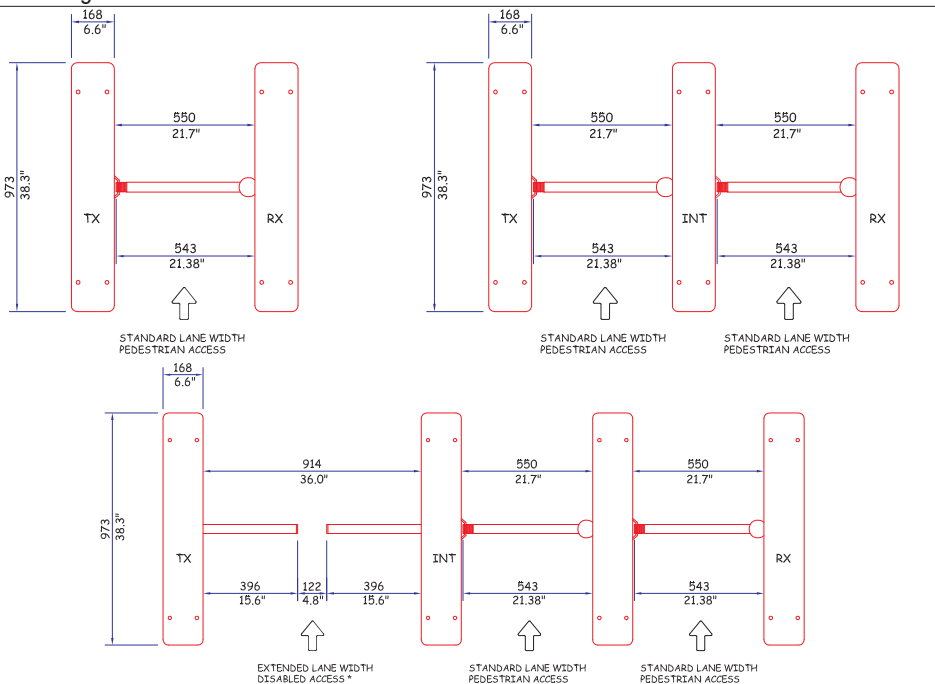 168
6.6"
550
21.7"
973
38.3"
TX
RX
543
21.38"
STANDARD LANE WIDTH
PEDESTRIAN ACCESS
168
6.6"
550
21.7"
550
21.7"
973
38.3"
TX
INT
RX
543
21.38"
543
21.38"
STANDARD LANE WIDTH
PEDESTRIAN ACCESS
STANDARD LANE WIDTH
PEDESTRIAN ACCESS
168
6.6"
914
36.0"
550
21.7"
550
21.7"
973
38.3"
TX
INT
RX
396
15.6"
122
4.8"
396
15.6"
543
21.38"
543
21.38"
EXTENDED LANE WIDTH
DISABLED ACCESS *
STANDARD LANE WIDTH
PEDESTRIAN ACCESS
STANDARD LANE WIDTH
PEDESTRIAN ACCESS